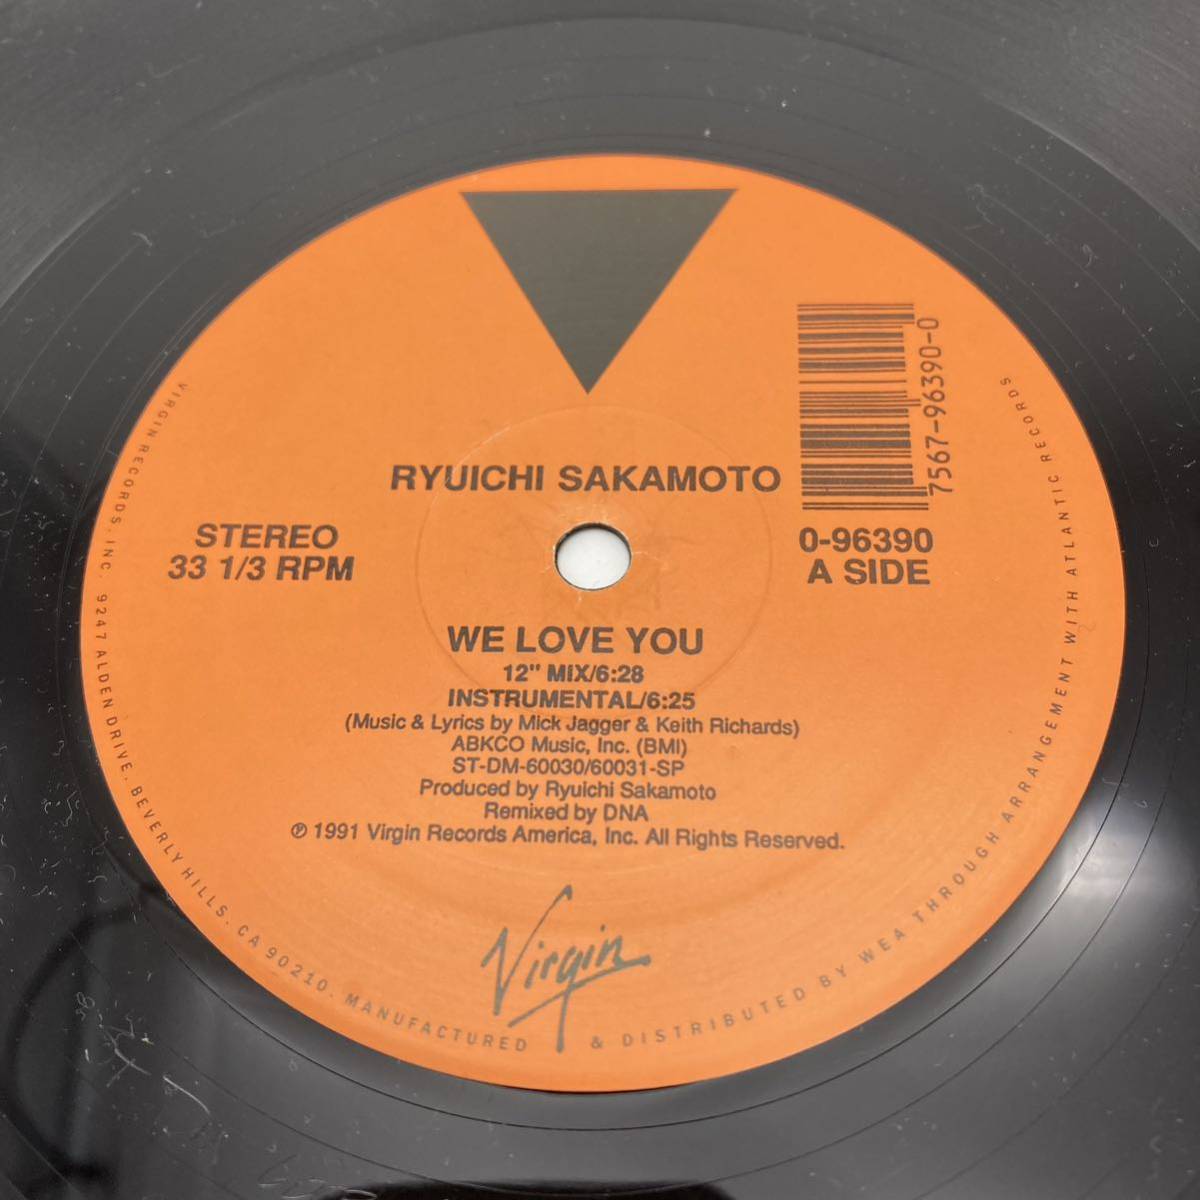 RYUICHI SAKAMOTO
STEREO
33 1/3 RPM
7567-96390-0
0-96390
A SIDE
WE LOVE YOU
12" MIX/6:28
INSTRUMENTAL/6:25
(Music & Lyrics by Mick Jagger & Keith Richards)
ABKCO Music, Inc. (BMI)
ST-DM-60030/60031-SP
Produced by Ryuichi Sakamoto
Remixed by DNA
℗ 1991 Virgin Records America, Inc. All Rights Reserved.
Virgin
VIRGIN RECORDS, INC. 9247 ALDEN DRIVE, BEVERLY HILLS, CA 90210. MANUFACTURED & DISTRIBUTED BY WEA THROUGH ARRANGEMENT WITH ATLANTIC RECORDS